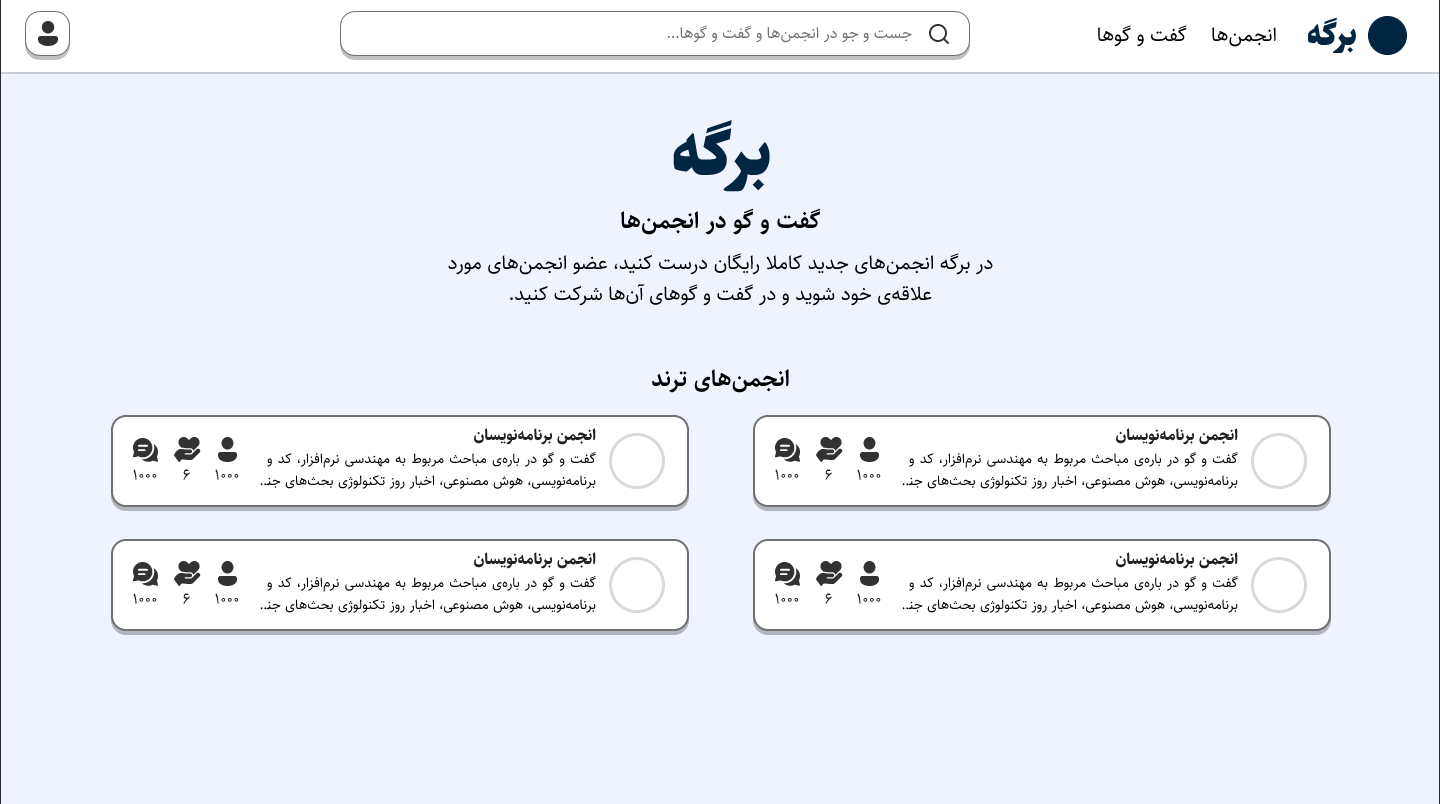 برگه
انجمن‌ها
گفت و گوها
جست و جو در انجمن‌ها و گفت و گوها...
برگه
گفت و گو در انجمن‌ها
در برگه انجمن‌های جدید کاملا رایگان درست کنید، عضو انجمن‌های مورد
علاقه‌ی خود شوید و در گفت و گوهای آن‌ها شرکت کنید.
انجمن‌های ترند
انجمن برنامه‌نویسان
گفت و گو در باره‌ی مباحث مربوط به مهندسی نرم‌افزار، کد و
برنامه‌نویسی، هوش مصنوعی، اخبار روز تکنولوژی بحث‌های جنـ..
۱۰۰۰
۶
۱۰۰۰
انجمن برنامه‌نویسان
گفت و گو در باره‌ی مباحث مربوط به مهندسی نرم‌افزار، کد و
برنامه‌نویسی، هوش مصنوعی، اخبار روز تکنولوژی بحث‌های جنـ..
۱۰۰۰
۶
۱۰۰۰
انجمن برنامه‌نویسان
گفت و گو در باره‌ی مباحث مربوط به مهندسی نرم‌افزار، کد و
برنامه‌نویسی، هوش مصنوعی، اخبار روز تکنولوژی بحث‌های جنـ..
۱۰۰۰
۶
۱۰۰۰
انجمن برنامه‌نویسان
گفت و گو در باره‌ی مباحث مربوط به مهندسی نرم‌افزار، کد و
برنامه‌نویسی، هوش مصنوعی، اخبار روز تکنولوژی بحث‌های جنـ..
۱۰۰۰
۶
۱۰۰۰